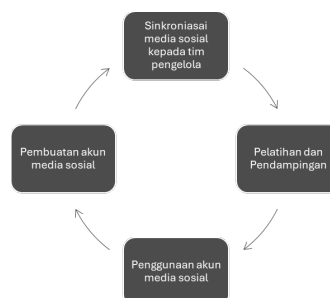 Sinkroniasai
media sosial
kepada tim
pengelola
Pelatihan dan
Pendampingan
Penggunaan akun
media sosial
Pembuatan akun
media sosial